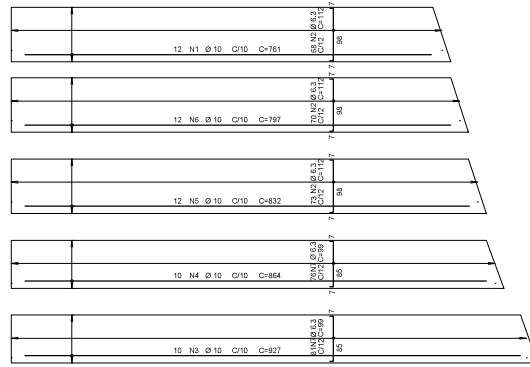 12 N1 Ø 10 C/10 C=761
68 N2 Ø 6.3
C/12 C=112
98
7
7
12 N6 Ø 10 C/10 C=797
70 N2 Ø 6.3
C/12 C=112
98
7
7
12 N5 Ø 10 C/10 C=832
73 N2 Ø 6.3
C/12 C=112
98
7
7
10 N4 Ø 10 C/10 C=864
76N7 Ø 6.3
C/12 C=99
85
7
7
10 N3 Ø 10 C/10 C=927
81N7 Ø 6.3
C/12 C=99
85
7
7